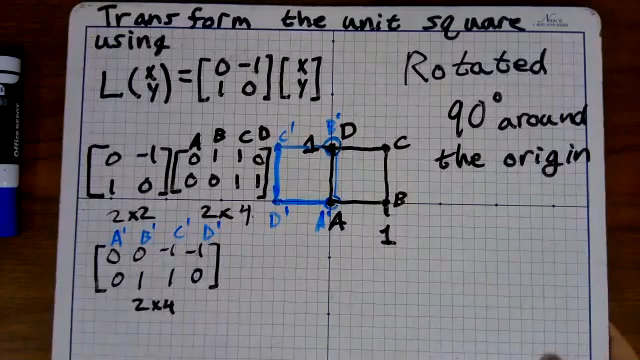 Transform the unit square
using
L(x y) = [0 -1 1 0] [x y]
Rotated
90° around
the origin
A B C D
[0 -1 1 0] [0 1 1 0 0 0 1 1]
2x2 2x4
C' 1 B' D C
D' A' A B
1
A' B' C' D'
[0 0 -1 -1
0 1 1 0]
2x4